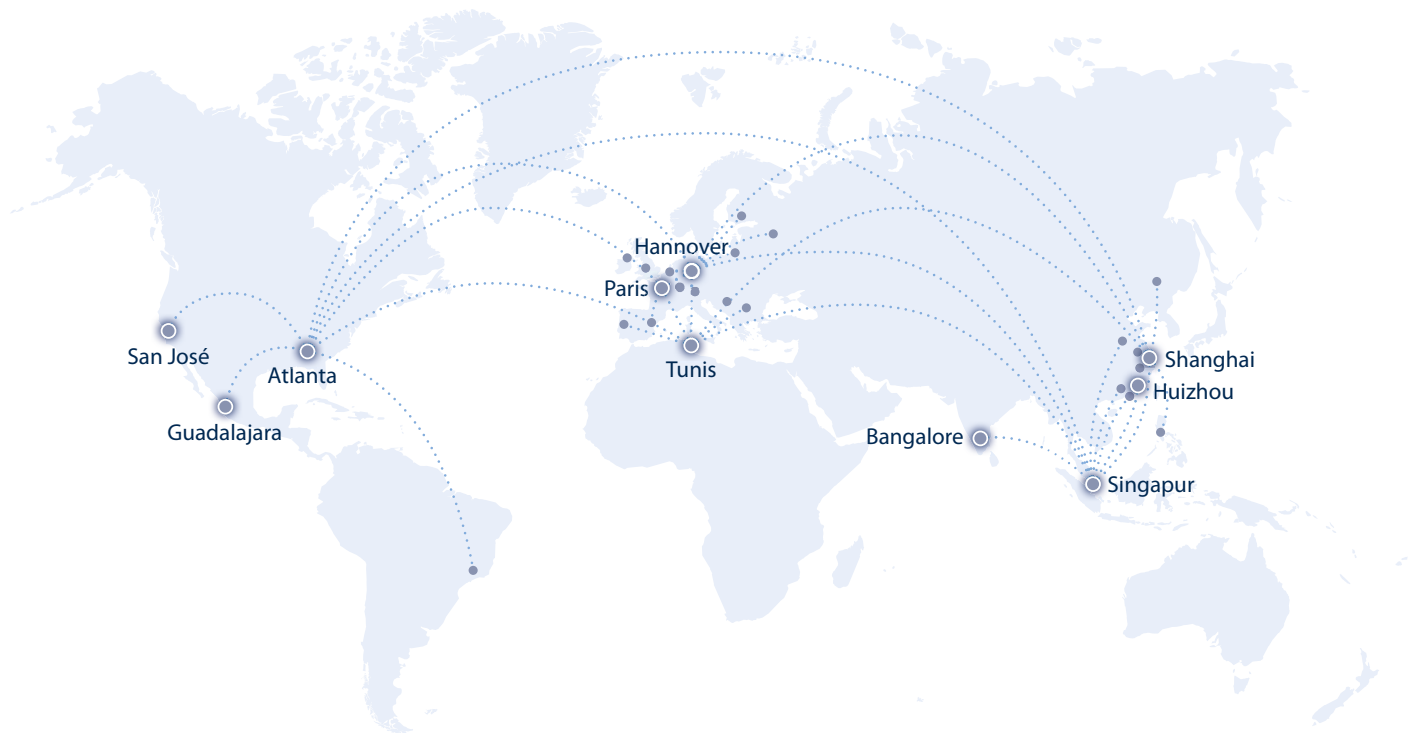 Hannover
Paris
San José
Atlanta
Tunis
Shanghai
Huizhou
Guadalajara
Bangalore
Singapur